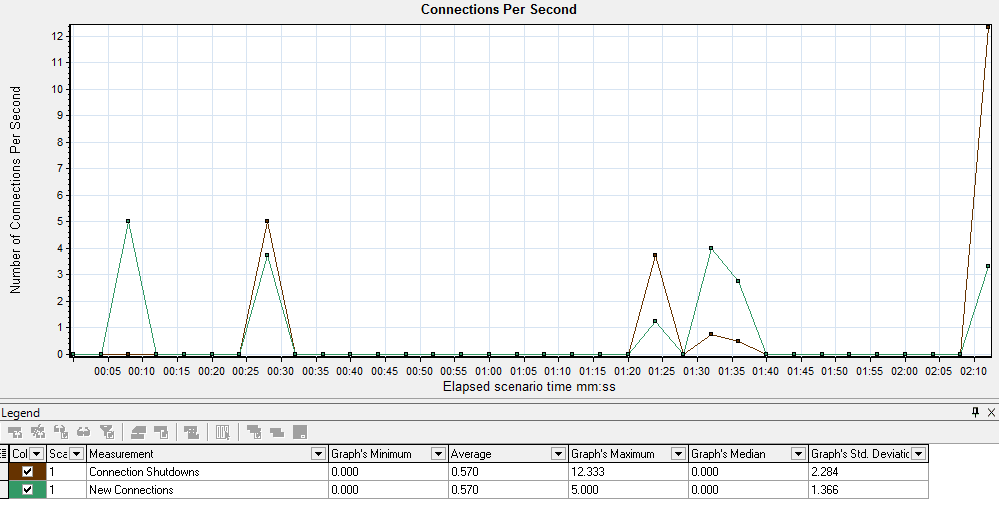 Connections Per Second
Number of Connections Per Second
12
11
10
9
8
7
6
5
4
3
2
1
0
00:05 00:10 00:15 00:20 00:25 00:30 00:35 00:40 00:45 00:50 00:55 01:00 01:05 01:10 01:15 01:20 01:25 01:30 01:35 01:40 01:45 01:50 01:55 02:00 02:05 02:10
Elapsed scenario time mm:ss
Legend
Col Sca Measurement Graph's Minimum Average Graph's Maximum Graph's Median Graph's Std. Deviatic
1 Connection Shutdowns 0.000 0.570 12.333 0.000 2.284
1 New Connections 0.000 0.570 5.000 0.000 1.366